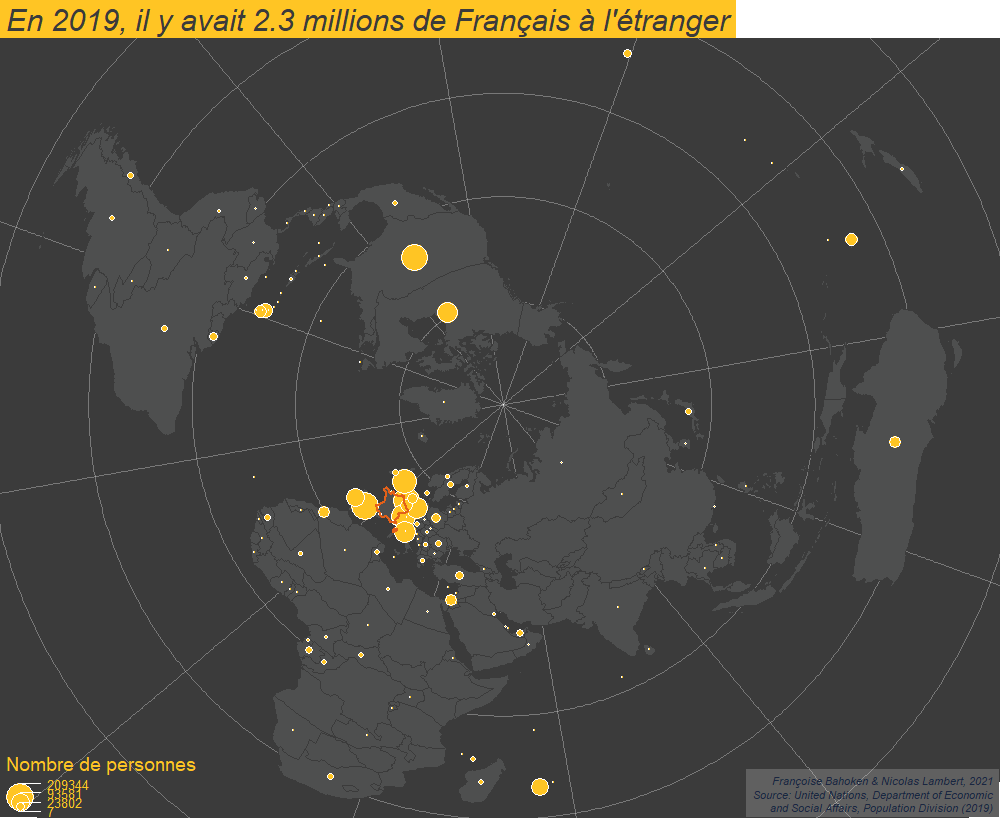 En 2019, il y avait 2.3 millions de Français à l'étranger
Nombre de personnes
209344
93581
23802
7
Françoise Bahoken & Nicolas Lambert, 2021
Source: United Nations, Department of Economic
and Social Affairs, Population Division (2019)